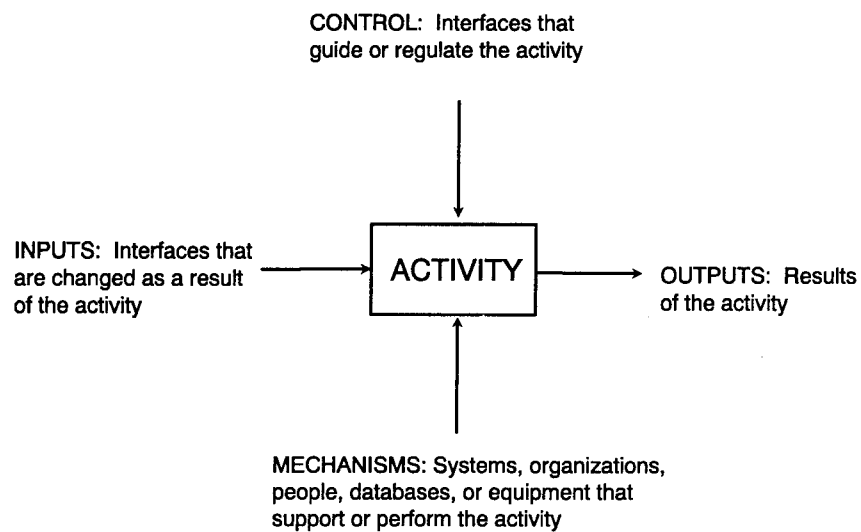 CONTROL: Interfaces that
guide or regulate the activity
INPUTS: Interfaces that
are changed as a result
of the activity
ACTIVITY
OUTPUTS: Results
of the activity
MECHANISMS: Systems, organizations,
people, databases, or equipment that
support or perform the activity